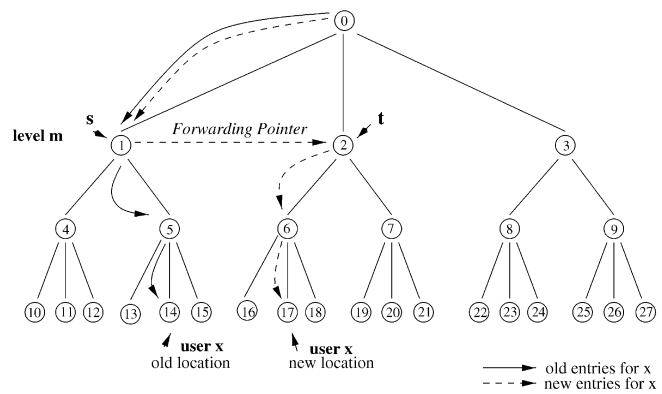 0
s
Forwarding Pointer
t
level m
1
2
3
4
5
6
7
8
9
10
11
12
13
14
15
16
17
18
19
20
21
22
23
24
25
26
27
user x
old location
user x
new location
old entries for x
new entries for x